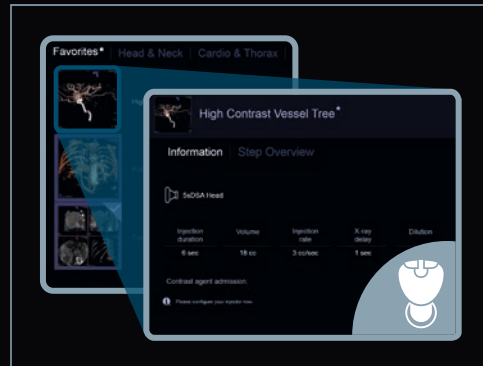 Favorites* Head & Neck Cardio & Thorax
High Contrast Vessel Tree*
Information Step Overview
5sDSA Head
Injection duration Volume Injection rate X-ray delay Dilution
6 sec 18 cc 3 cc/sec 1 sec
Contrast agent admission:
Please configure your injector now.